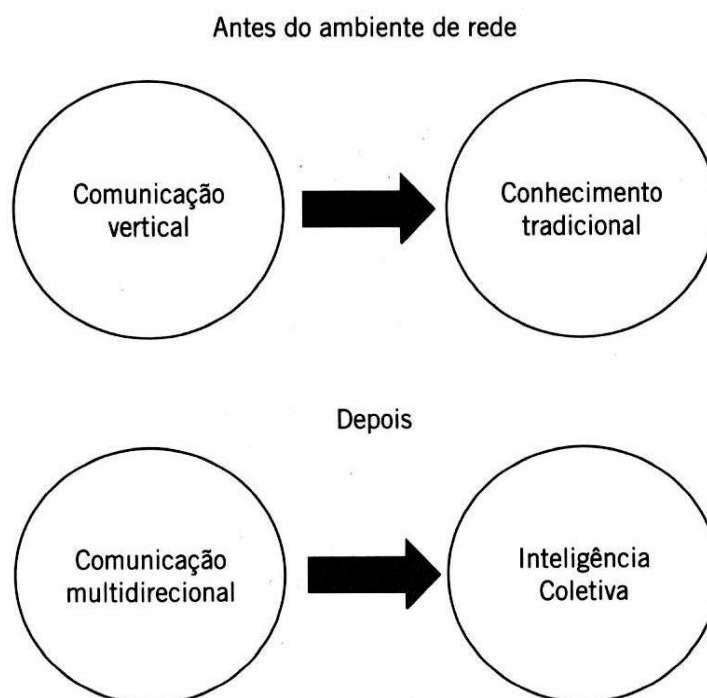 Antes do ambiente de rede
Comunicação
vertical
Conhecimento
tradicional
Depois
Comunicação
multidirecional
Inteligência
Coletiva